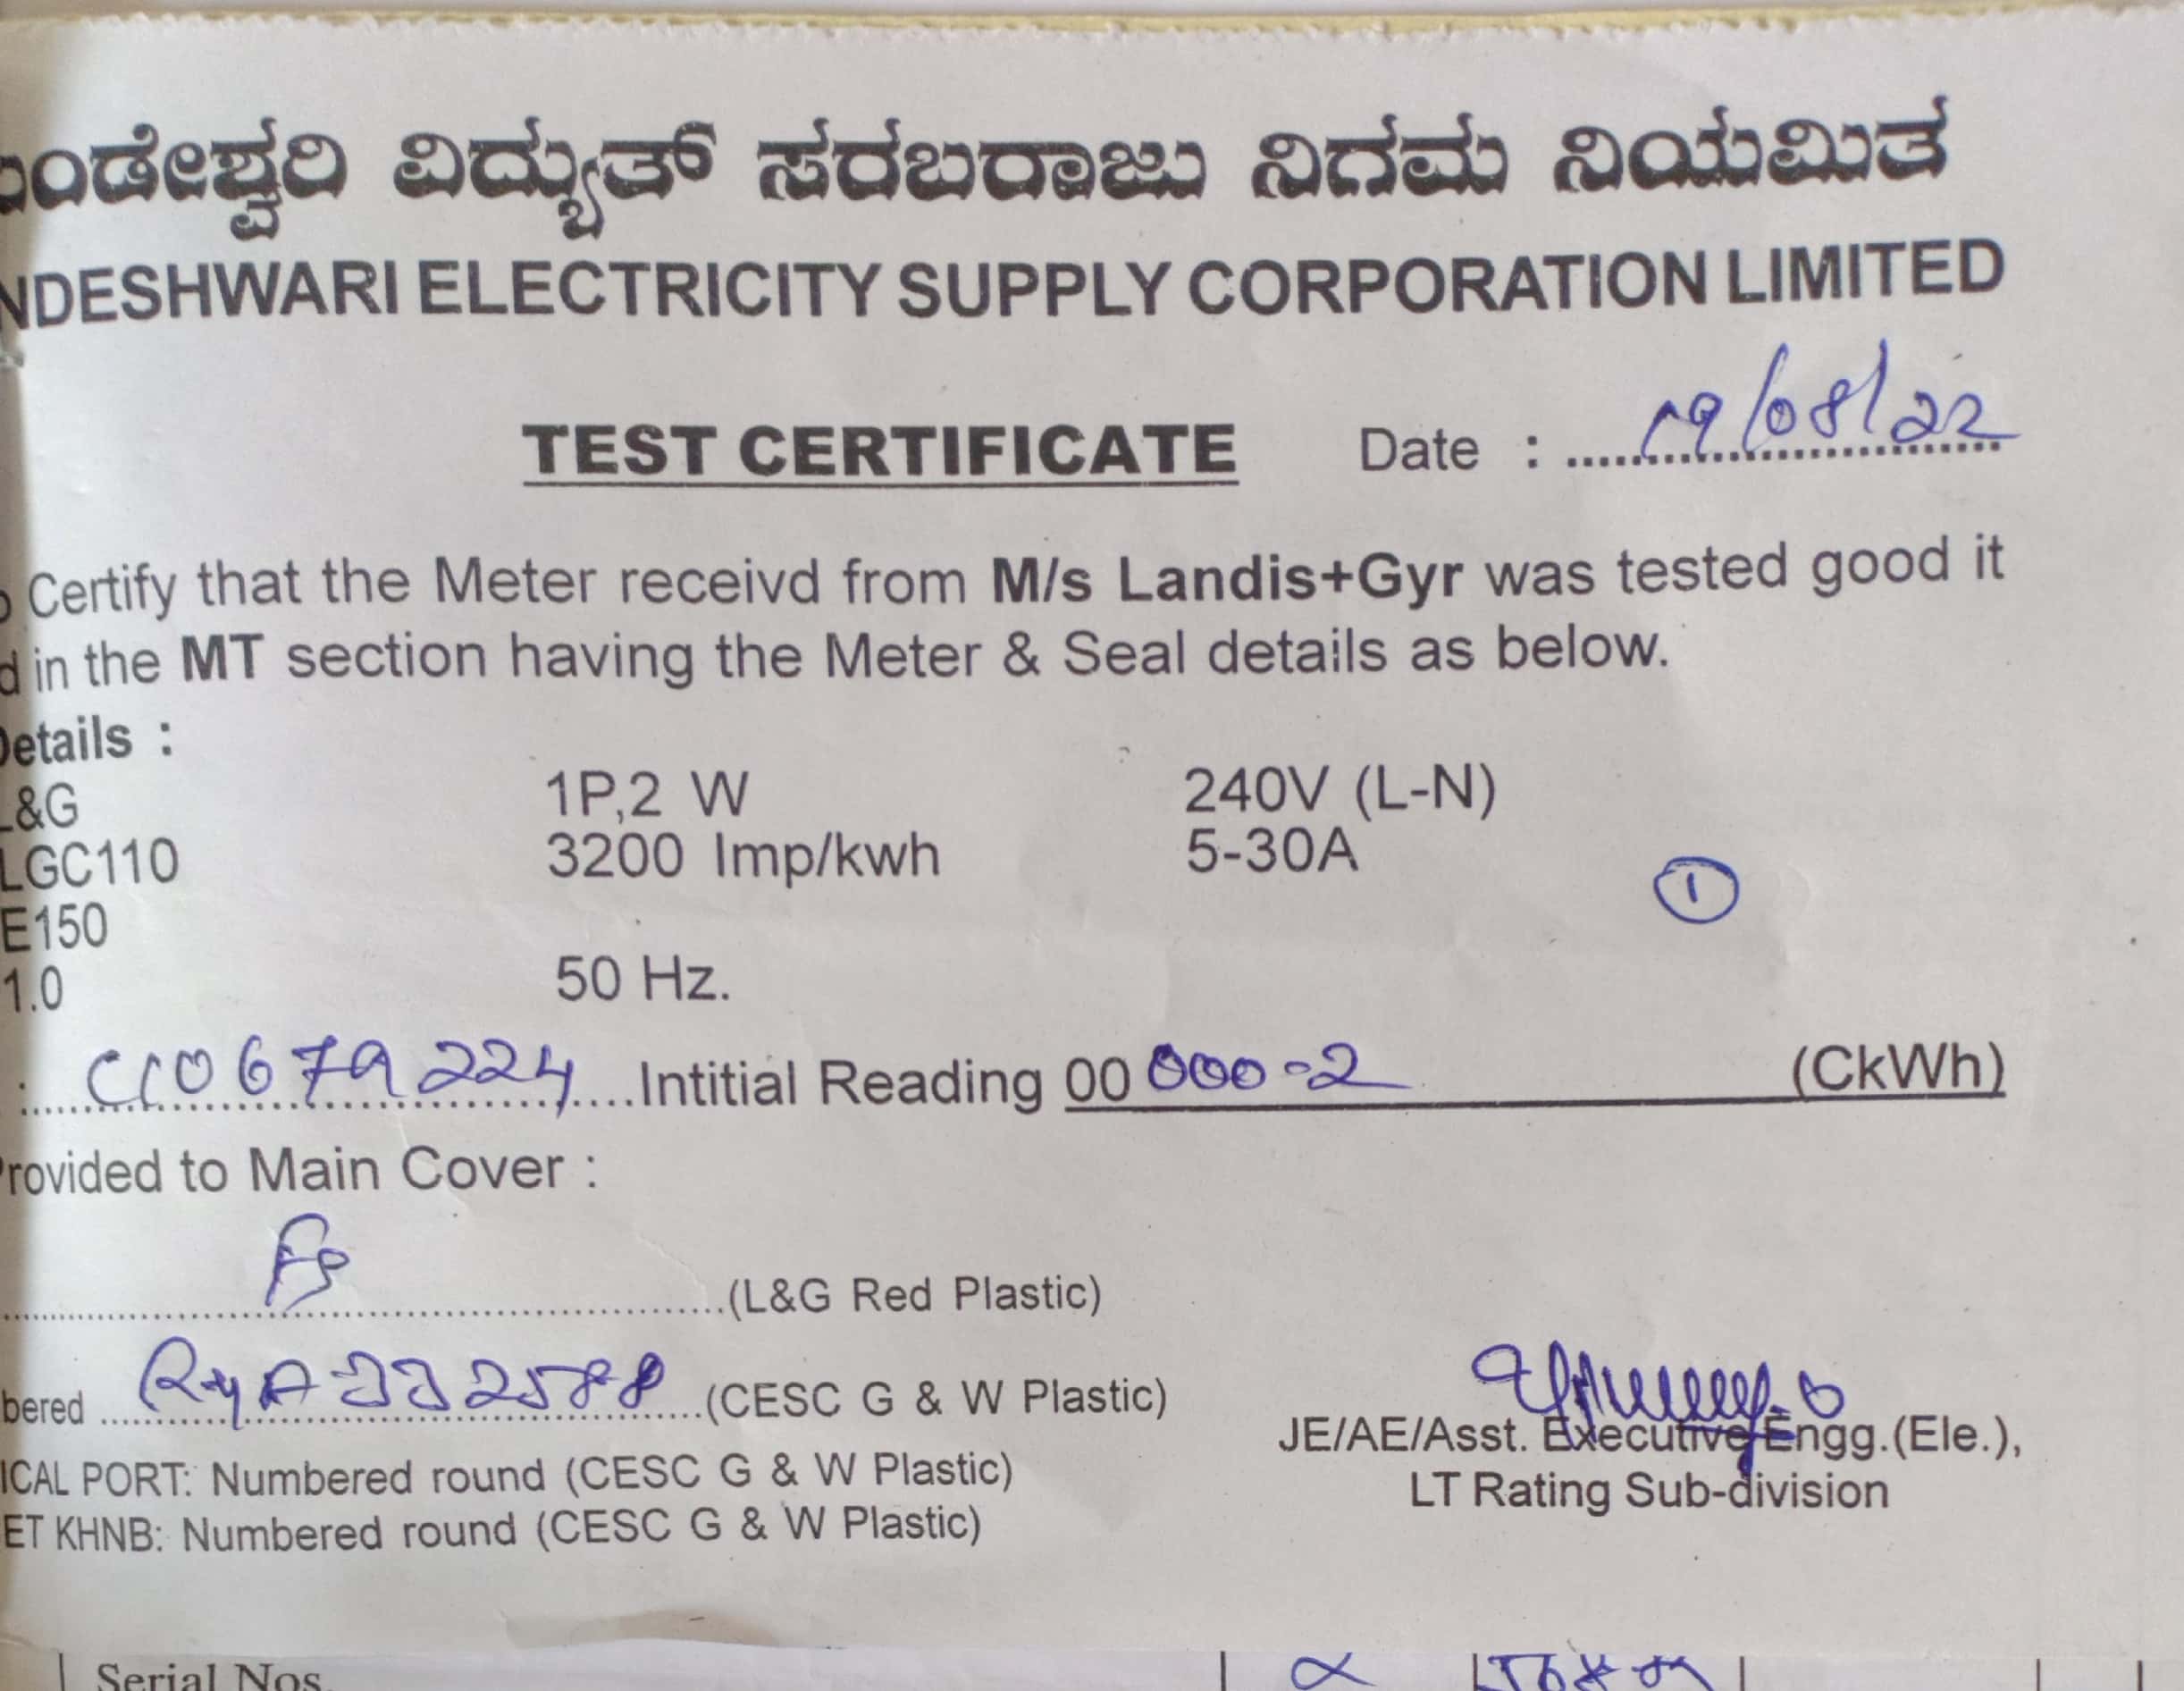 ಂಡೇಶ್ವರಿ ವಿದ್ಯುತ್ ಸರಬರಾಜು ನಿಗಮ ನಿಯಮಿತ
NDESHWARI ELECTRICITY SUPPLY CORPORATION LIMITED
TEST CERTIFICATE Date : 19/08/22
o Certify that the Meter receivd from M/s Landis+Gyr was tested good it
d in the MT section having the Meter & Seal details as below.
Details :
L&G 1P,2 W 240V (L-N)
LGC110 3200 Imp/kwh 5-30A
1
E150
1.0 50 Hz.
: C10679224 Intitial Reading 00 000-2 (CkWh)
Provided to Main Cover :
(L&G Red Plastic)
bered (CESC G & W Plastic)
JE/AE/Asst. Executive Engg.(Ele.),
ICAL PORT: Numbered round (CESC G & W Plastic)
LT Rating Sub-division
ET KHNB: Numbered round (CESC G & W Plastic)
Serial Nos.